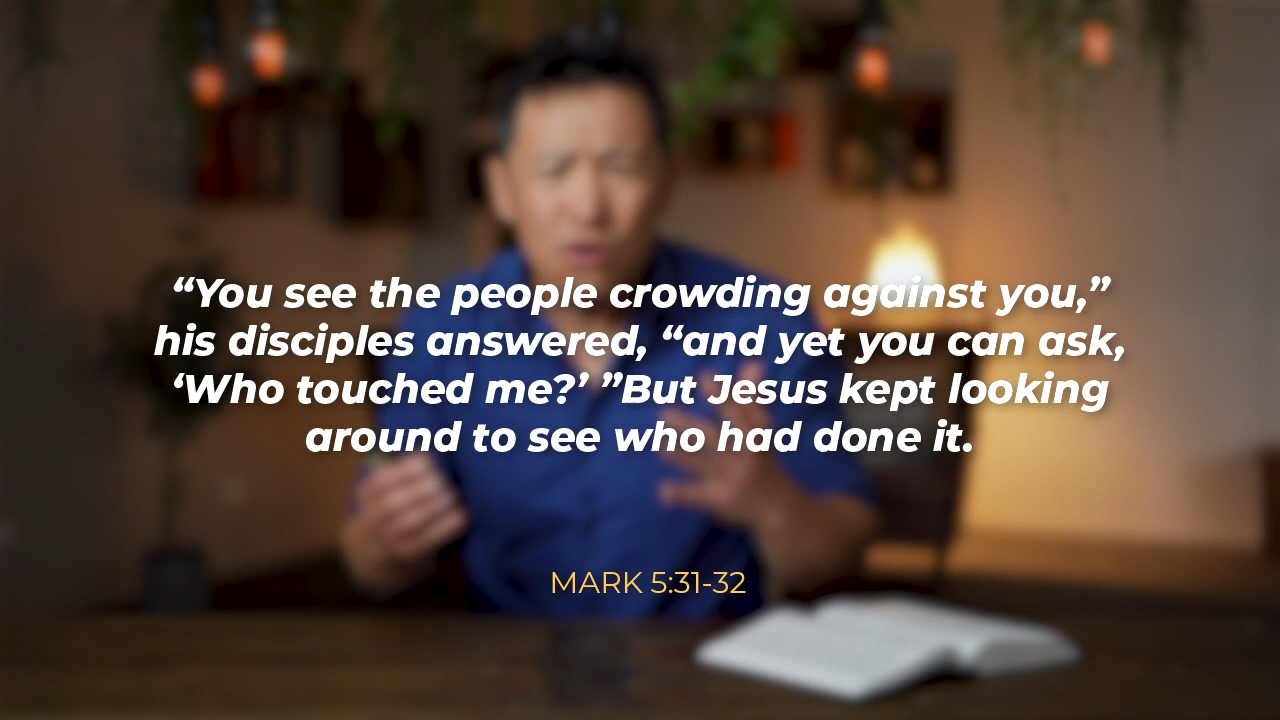 “You see the people crowding against you,”
his disciples answered, “and yet you can ask,
‘Who touched me?’ ”But Jesus kept looking
around to see who had done it.
MARK 5:31-32